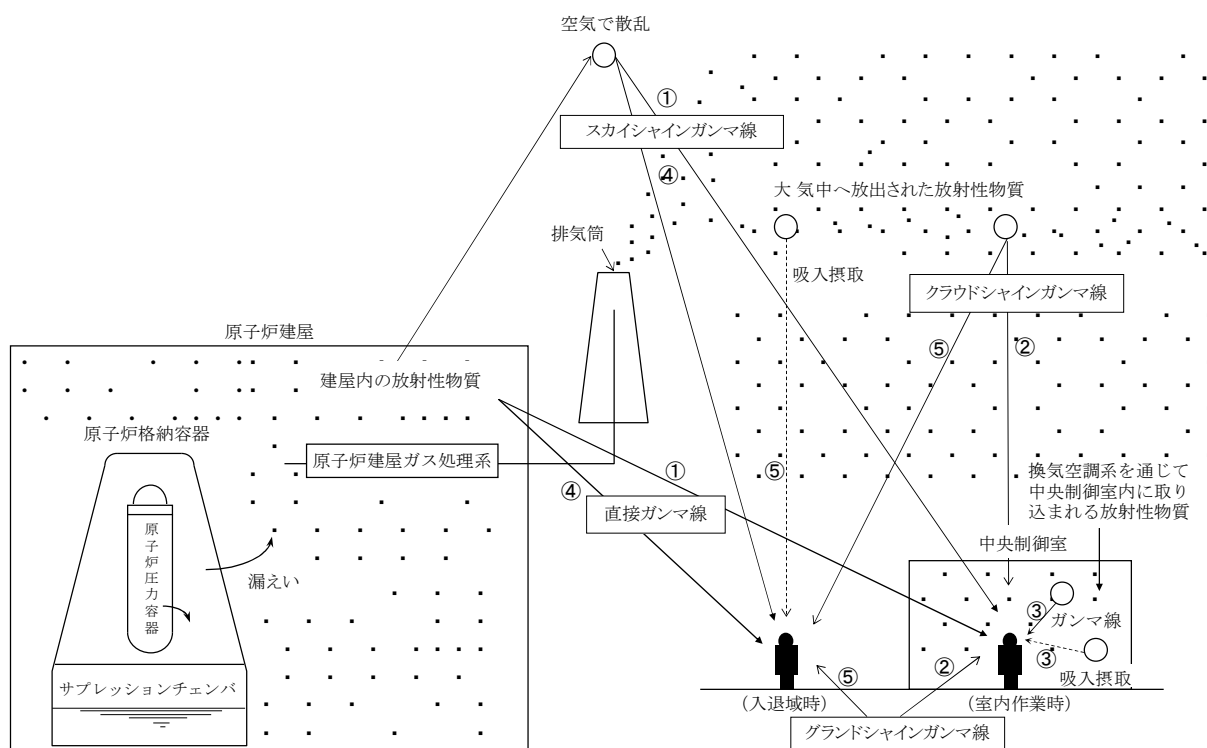 空気で散乱
①
スカイシャインガンマ線
④
大 気中へ放出された放射性物質
排気筒
吸入摂取
クラウドシャインガンマ線
原子炉建屋
⑤
②
建屋内の放射性物質
原子炉格納容器
原子炉建屋ガス処理系
①
⑤
④
直接ガンマ線
換気空調系を通じて
中央制御室内に取り
込まれる放射性物質
原子炉圧力容器
中央制御室
漏えい
③
ガンマ線
③
吸入摂取
サプレッションチェンバ
⑤
②
(入退域時)
(室内作業時)
グランドシャインガンマ線